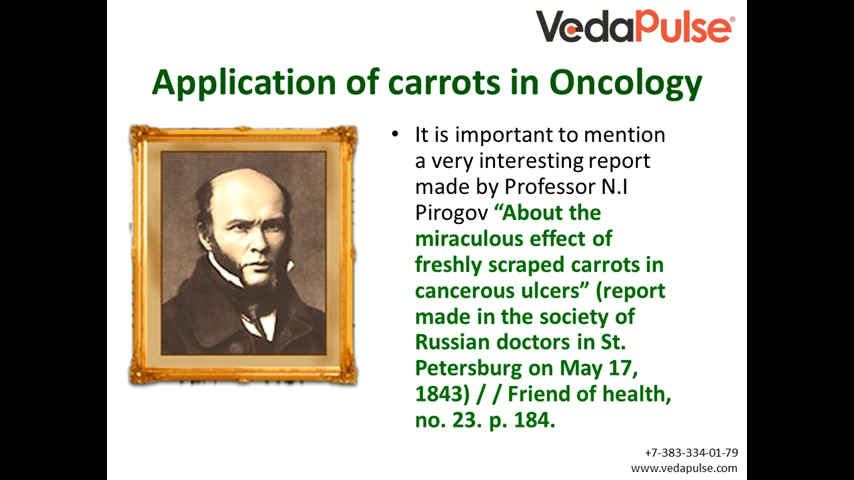 VedaPulse®
Application of carrots in Oncology
• It is important to mention
a very interesting report
made by Professor N.I
Pirogov “About the
miraculous effect of
freshly scraped carrots in
cancerous ulcers” (report
made in the society of
Russian doctors in St.
Petersburg on May 17,
1843) / / Friend of health,
no. 23. p. 184.
+7-383-334-01-79
www.vedapulse.com